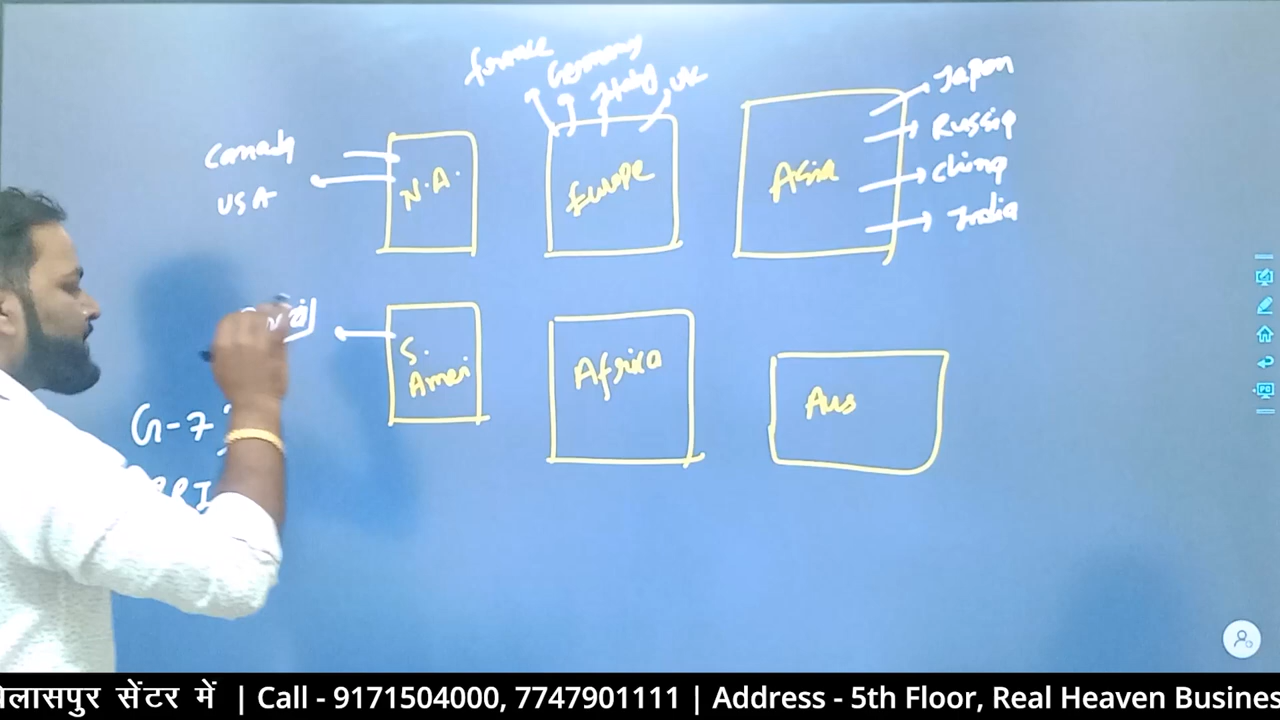 France
Germany
Italy
UK
Japan
Canada
N.A.
Europe
Asia
Russia
China
USA
India
S.
Ameri
Africa
Aus
G-7
बिलासपुर सेंटर में | Call - 9171504000, 7747901111 | Address - 5th Floor, Real Heaven Busines